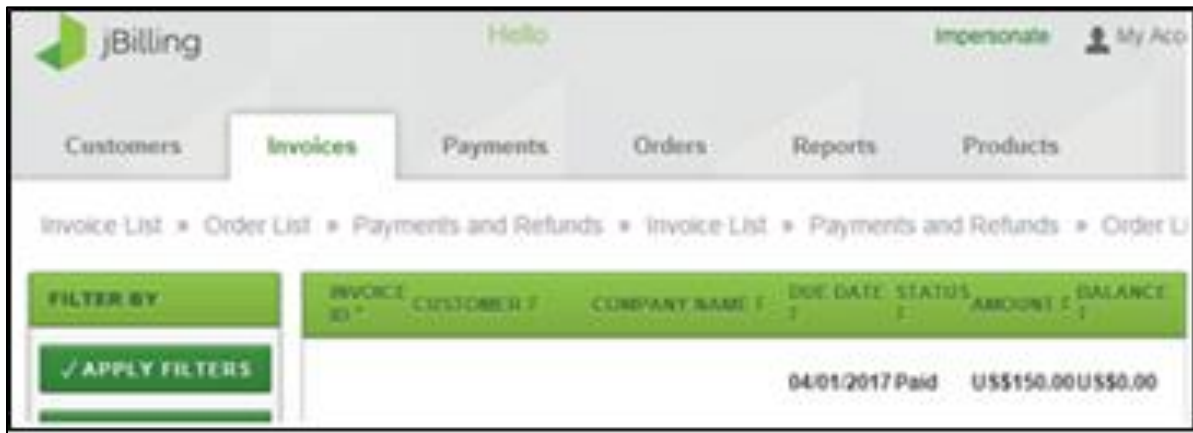 jBilling Hello Impersonate My Aco
Customers Invoices Payments Orders Reports Products
Invoice List » Order List » Payments and Refunds » Invoice List » Payments and Refunds » Order Li
FILTER BY
INVOICE ID CUSTOMER COMPANY NAME DUE DATE STATUS AMOUNT BALANCE
✓ APPLY FILTERS
04/01/2017 Paid US$150.00 US$0.00